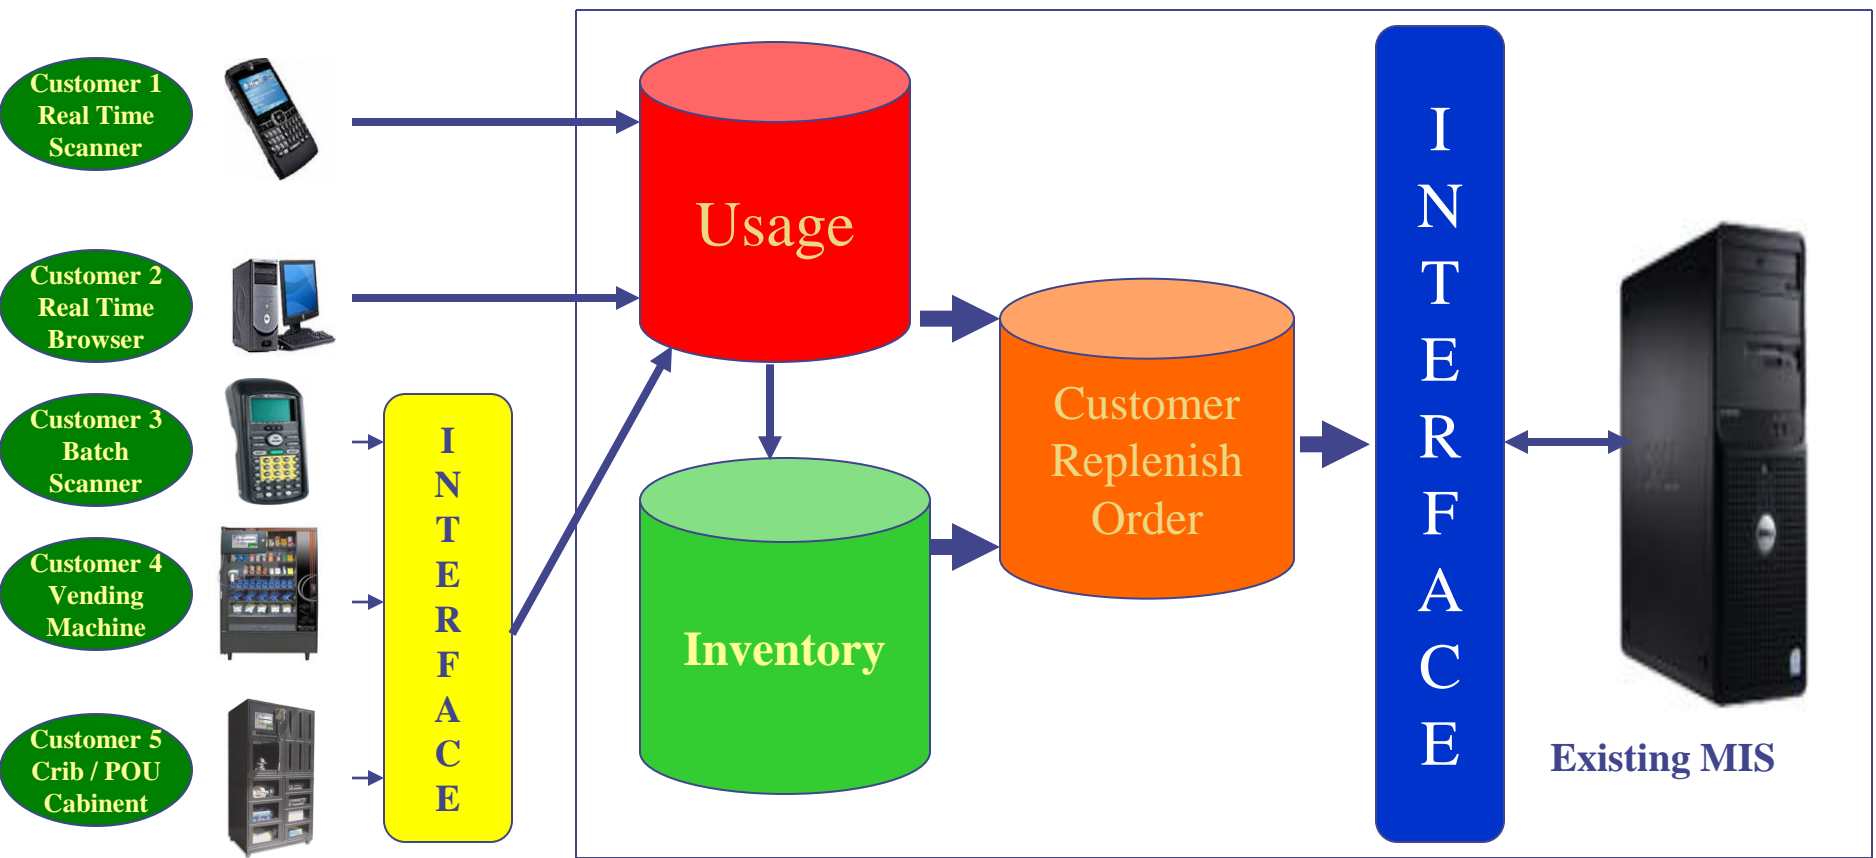 Customer 1
Real Time
Scanner
Customer 2
Real Time
Browser
Customer 3
Batch
Scanner
Customer 4
Vending
Machine
Customer 5
Crib / POU
Cabinent
I
N
T
E
R
F
A
C
E
Usage
Inventory
Customer
Replenish
Order
I
N
T
E
R
F
A
C
E
Existing MIS